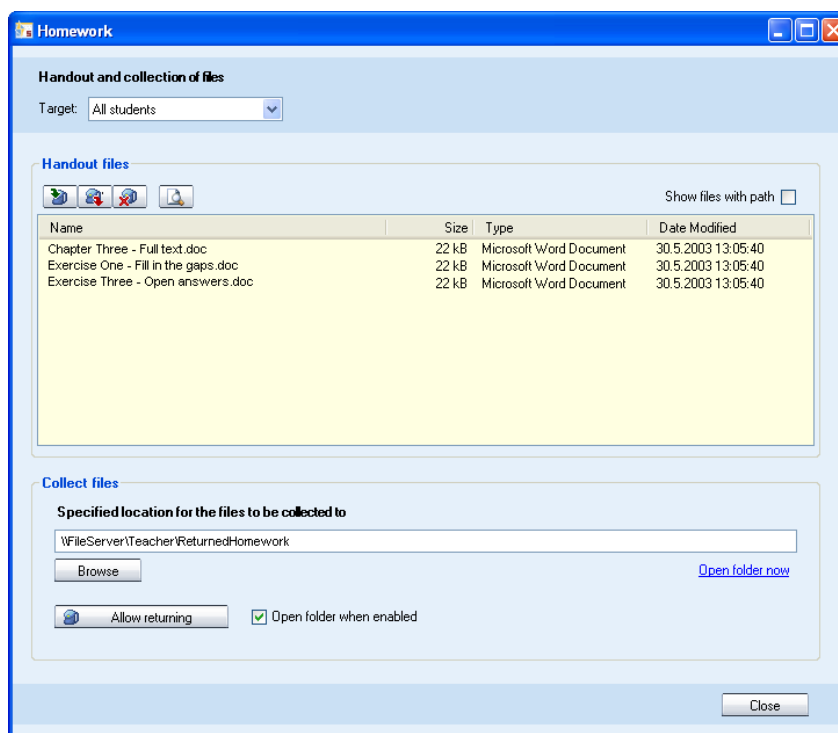 Homework
Handout and collection of files
Target: All students
Handout files
Show files with path
Name Size Type Date Modified
Chapter Three - Full text.doc 22 kB Microsoft Word Document 30.5.2003 13:05:40
Exercise One - Fill in the gaps.doc 22 kB Microsoft Word Document 30.5.2003 13:05:40
Exercise Three - Open answers.doc 22 kB Microsoft Word Document 30.5.2003 13:05:40
Collect files
Specified location for the files to be collected to
\\FileServer\Teacher\ReturnedHomework
Browse Open folder now
Allow returning Open folder when enabled
Close